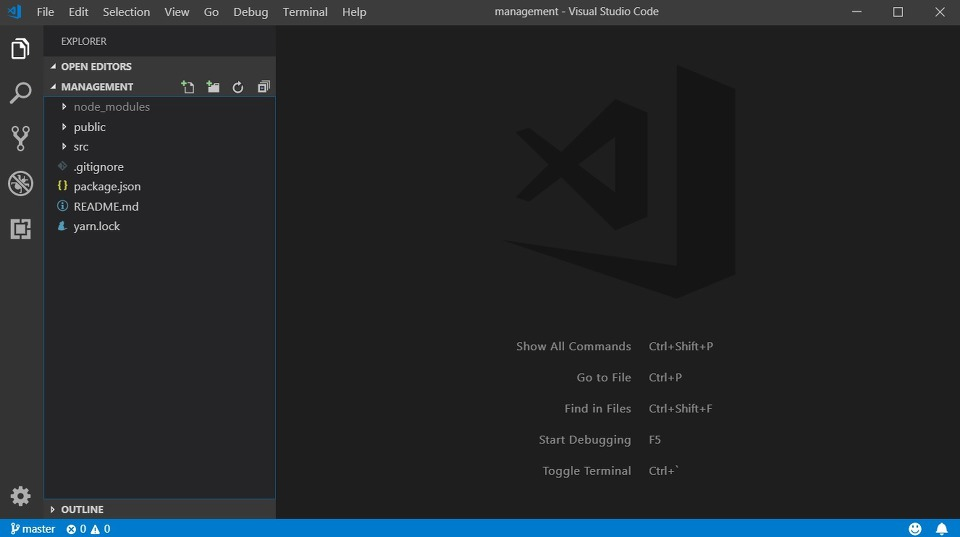 File Edit Selection View Go Debug Terminal Help management - Visual Studio Code
EXPLORER
OPEN EDITORS
MANAGEMENT
node_modules
public
src
.gitignore
{} package.json
README.md
yarn.lock
Show All Commands Ctrl+Shift+P
Go to File Ctrl+P
Find in Files Ctrl+Shift+F
Start Debugging F5
Toggle Terminal Ctrl+`
OUTLINE
master 0 0